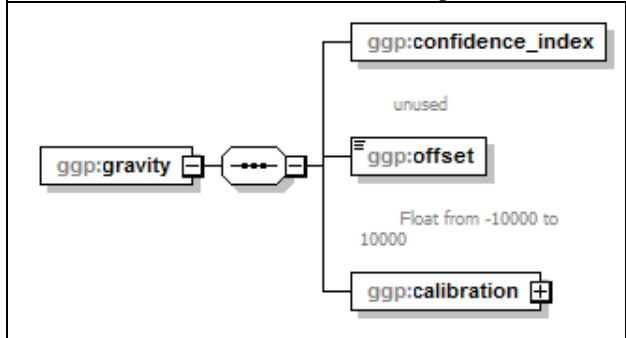 ggp:confidence_index
unused
ggp:gravity
ggp:offset
Float from -10000 to
10000
ggp:calibration